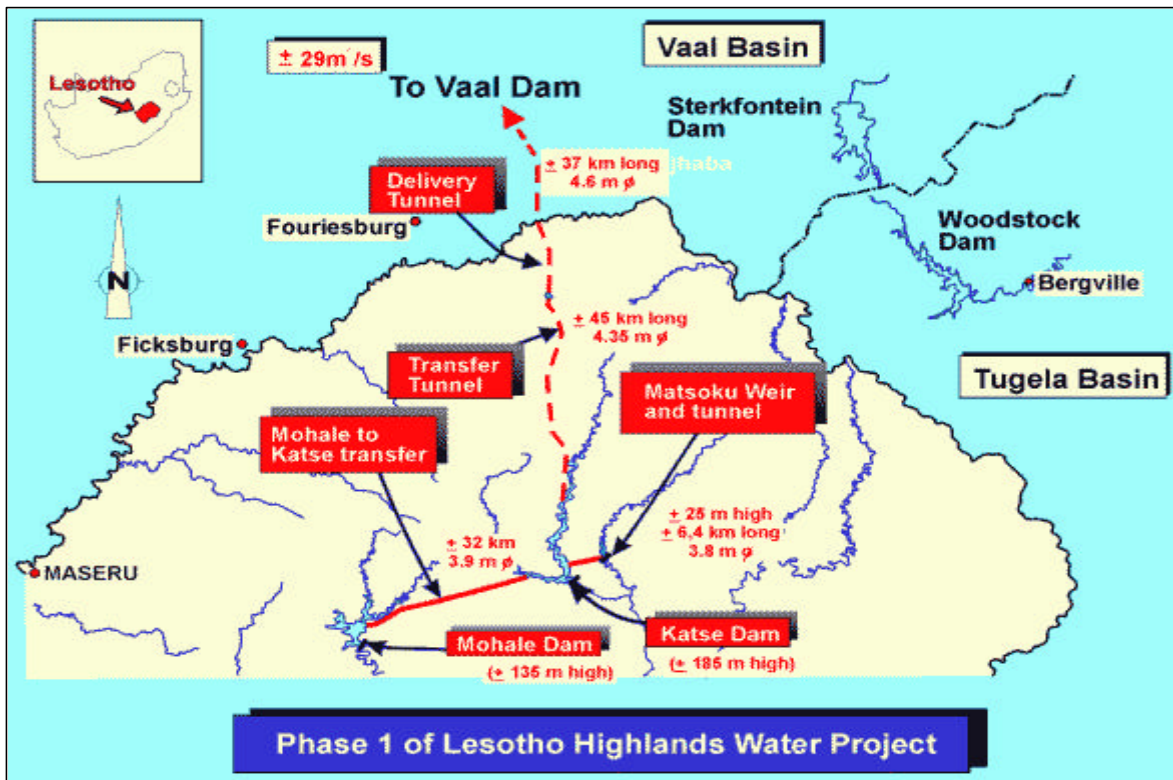 Lesotho
± 29m³/s
To Vaal Dam
Vaal Basin
Sterkfontein
Dam
± 37 km long
4.6 m ø
jhaba
Delivery
Tunnel
Fouriesburg
Woodstock
Dam
Bergville
N
Ficksburg
± 45 km long
4.35 m ø
Transfer
Tunnel
Tugela Basin
Matsoku Weir
and tunnel
Mohale to
Katse transfer
± 25 m high
± 6,4 km long
3.8 m ø
± 32 km
3.9 m ø
MASERU
Mohale Dam
(± 135 m high)
Katse Dam
(± 185 m high)
Phase 1 of Lesotho Highlands Water Project